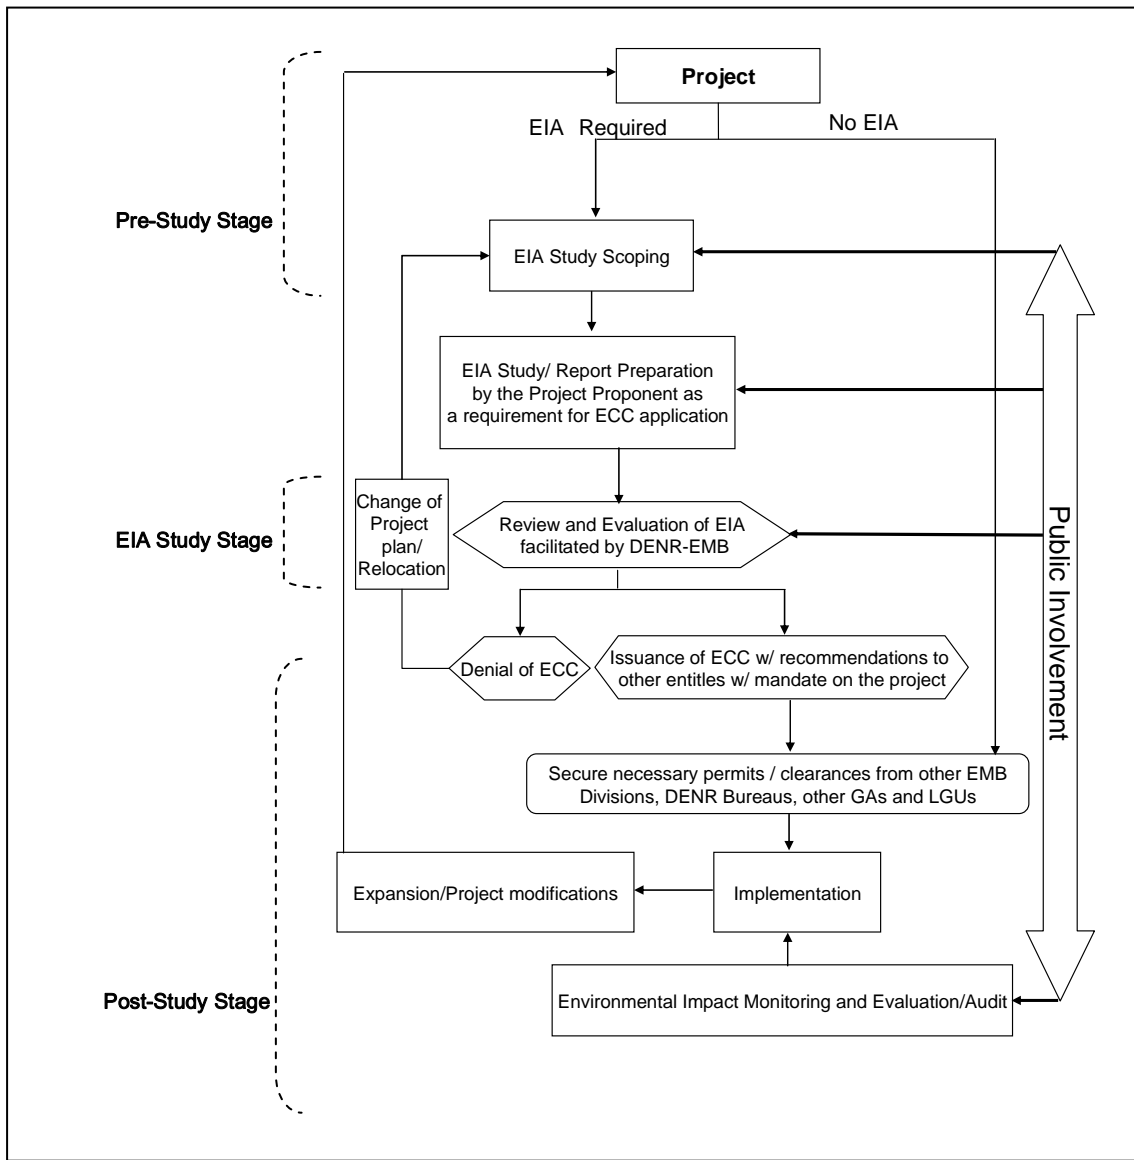 Project
EIA Required
No EIA
Pre-Study Stage
EIA Study Scoping
EIA Study/ Report Preparation
by the Project Proponent as
a requirement for ECC application
Change of
Project
plan/
Relocation
EIA Study Stage
Review and Evaluation of EIA
facilitated by DENR-EMB
Public Involvement
Denial of ECC
Issuance of ECC w/ recommendations to
other entitles w/ mandate on the project
Secure necessary permits / clearances from other EMB
Divisions, DENR Bureaus, other GAs and LGUs
Expansion/Project modifications
Implementation
Post-Study Stage
Environmental Impact Monitoring and Evaluation/Audit